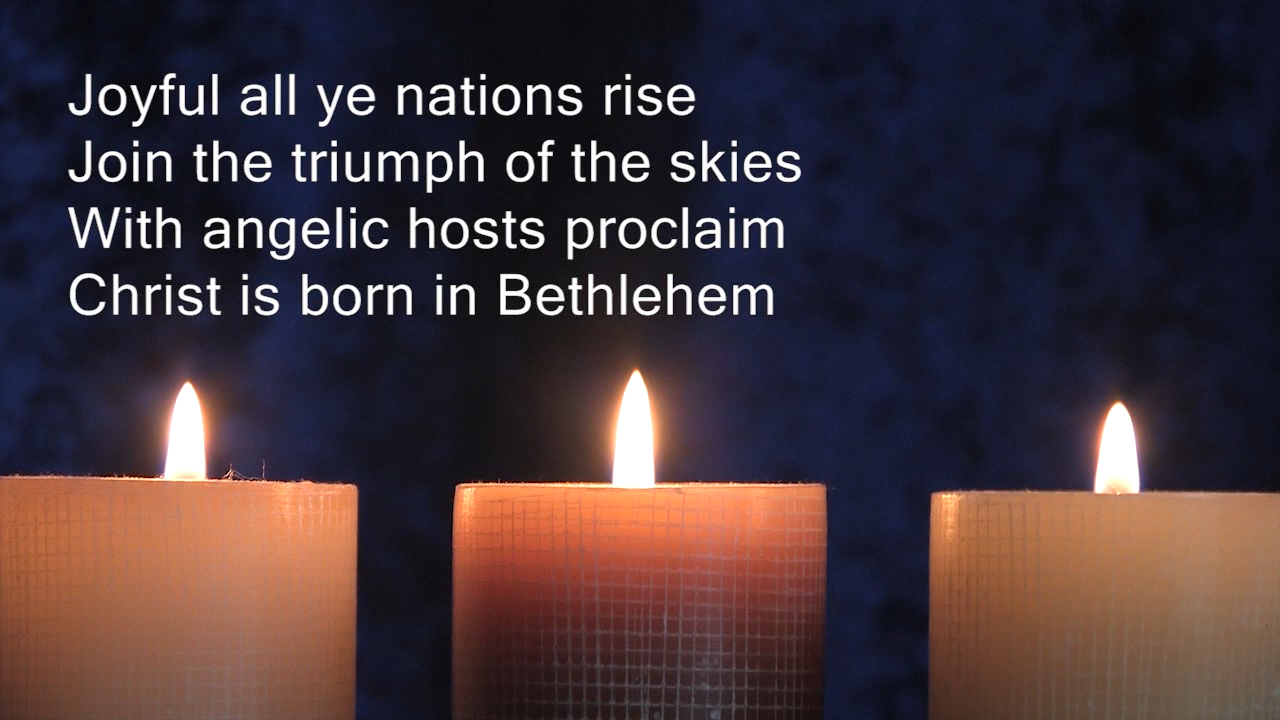 Joyful all ye nations rise
Join the triumph of the skies
With angelic hosts proclaim
Christ is born in Bethlehem